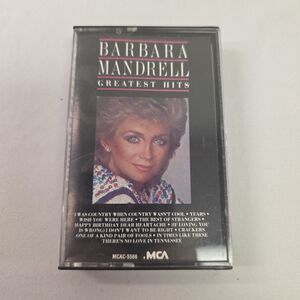 BARBARA
MANDRELL
GREATEST HITS
I WAS COUNTRY WHEN COUNTRY WASN'T COOL • YEARS •
WISH YOU WERE HERE • THE BEST OF STRANGERS •
HAPPY BIRTHDAY DEAR HEARTACHE • IF LOVING YOU
IS WRONG I DON'T WANT TO BE RIGHT • CRACKERS
ONE OF A KIND PAIR OF FOOLS • IN TIMES LIKE THESE
THERE'S NO LOVE IN TENNESSEE
MCAC-5566 .MCA